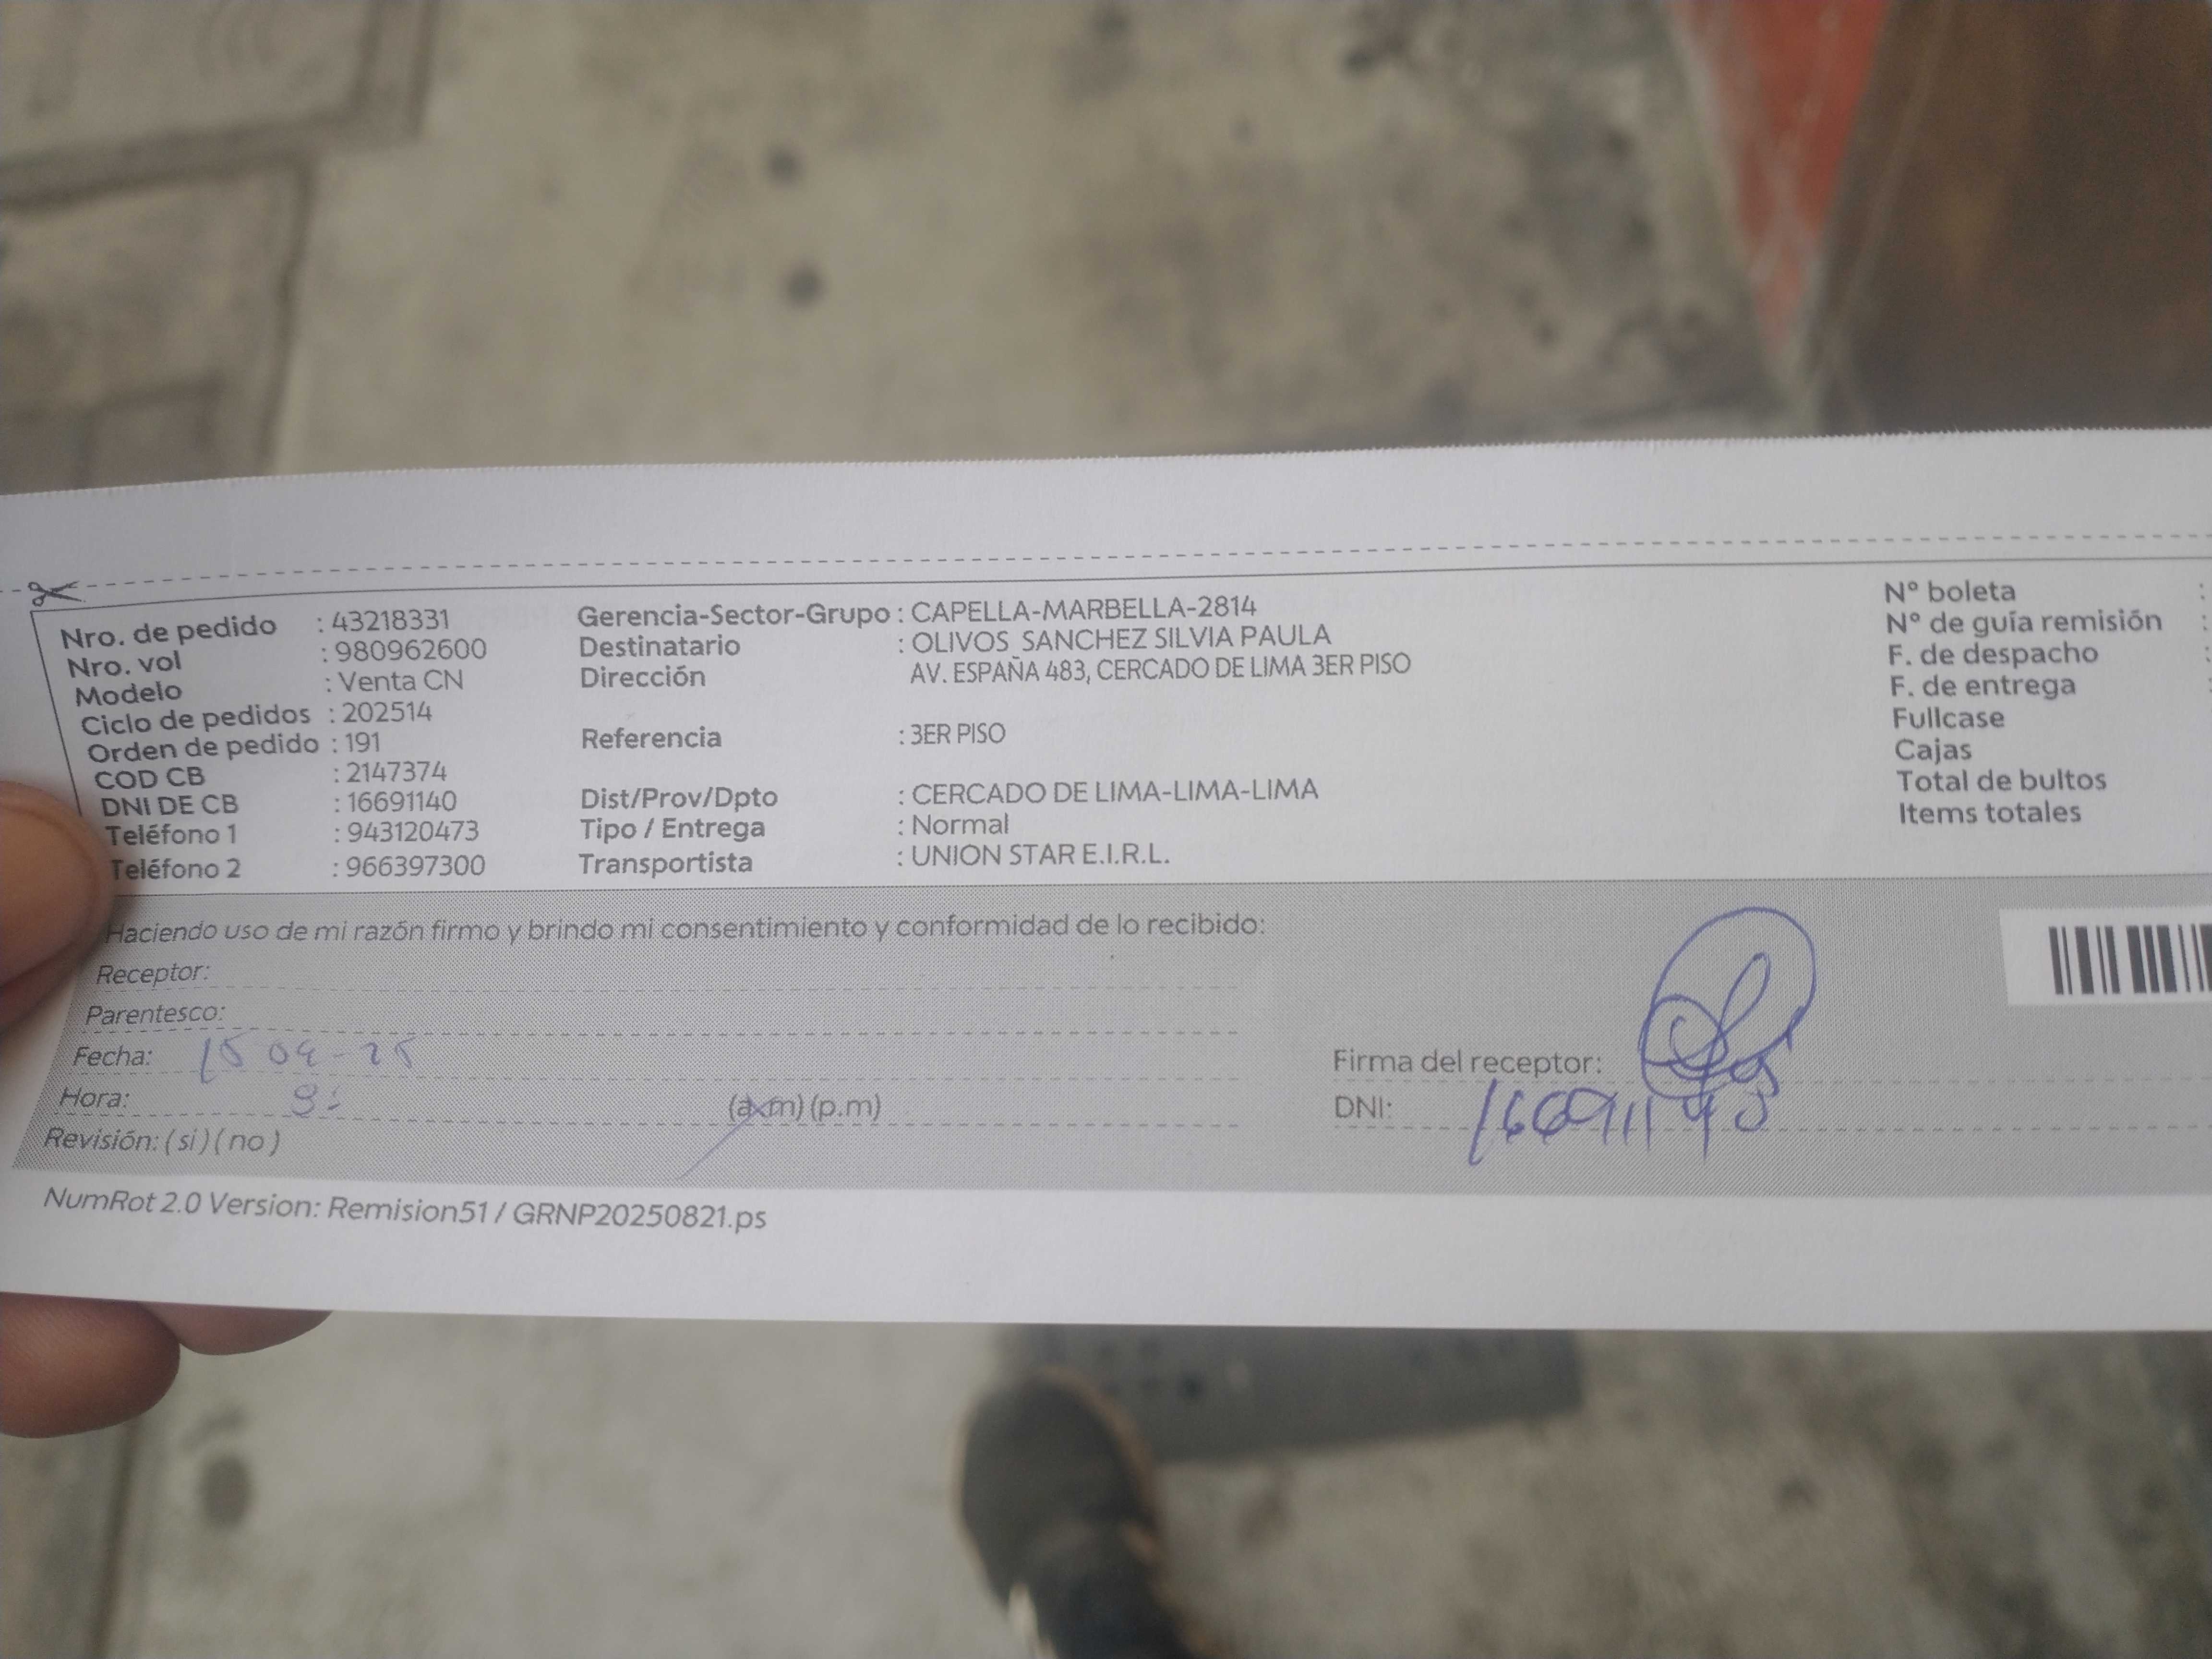 Nro. de pedido : 43218331
Nro. vol : 980962600
Modelo : Venta CN
Ciclo de pedidos : 202514
Orden de pedido : 191
COD CB : 2147374
DNI DE CB : 16691140
Teléfono 1 : 943120473
Teléfono 2 : 966397300
Gerencia-Sector-Grupo : CAPELLA-MARBELLA-2814
Destinatario : OLIVOS SANCHEZ SILVIA PAULA
Dirección AV. ESPAÑA 483, CERCADO DE LIMA 3ER PISO
Referencia : 3ER PISO
Dist/Prov/Dpto : CERCADO DE LIMA-LIMA-LIMA
Tipo / Entrega : Normal
Transportista : UNION STAR E.I.R.L.
N° boleta :
N° de guía remisión :
F. de despacho :
F. de entrega
Fullcase
Cajas
Total de bultos
Items totales
Haciendo uso de mi razón firmo y brindo mi consentimiento y conformidad de lo recibido:
Receptor:
Parentesco:
Fecha: 15 09-25
Hora: 9: (a.m) (p.m)
Revisión: (si) (no)
Firma del receptor:
DNI: 16691140
NumRot 2.0 Version: Remision51 / GRNP20250821.ps